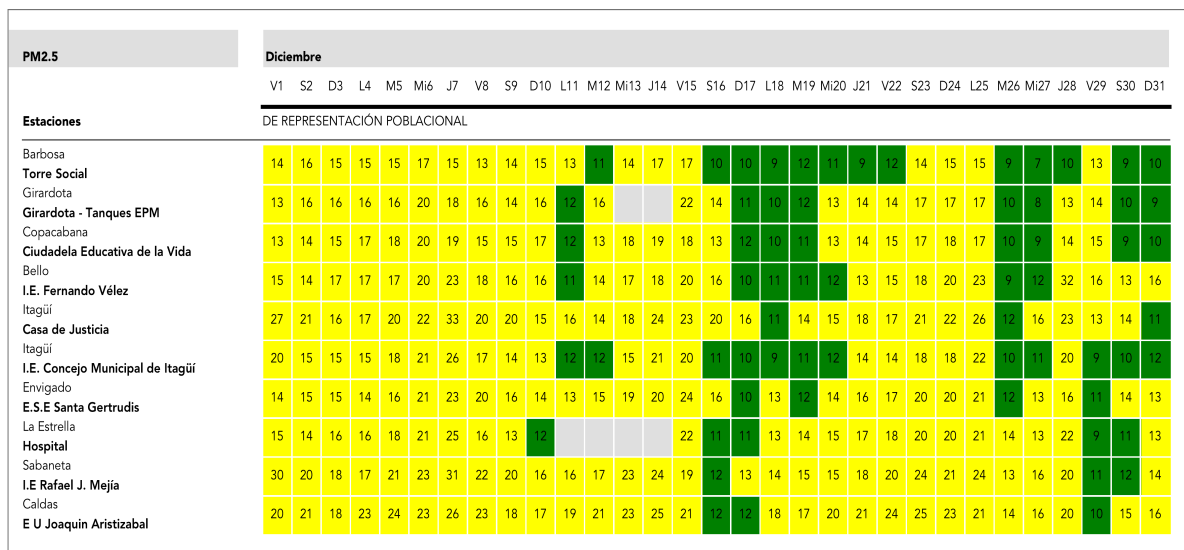 PM2.5 Diciembre
V1 S2 D3 L4 M5 Mi6 J7 V8 S9 D10 L11 M12 Mi13 J14 V15 S16 D17 L18 M19 Mi20 J21 V22 S23 D24 L25 M26 Mi27 J28 V29 S30 D31
Estaciones DE REPRESENTACIÓN POBLACIONAL
Barbosa
Torre Social 14 16 15 15 15 17 15 13 14 15 13 11 14 17 17 10 10 9 12 11 9 12 14 15 15 9 7 10 13 9 10
Girardota
Girardota - Tanques EPM 13 16 16 16 16 20 18 16 14 16 12 16 22 14 11 10 12 13 14 14 17 17 17 10 8 13 14 10 9
Copacabana
Ciudadela Educativa de la Vida 13 14 15 17 18 20 19 15 15 17 12 13 18 19 18 13 12 10 11 13 14 15 17 18 17 10 9 14 15 9 10
Bello
I.E. Fernando Vélez 15 14 17 17 17 20 23 18 16 16 11 14 17 18 20 16 10 11 11 12 13 15 18 20 23 9 12 32 16 13 16
Itagüí
Casa de Justicia 27 21 16 17 20 22 33 20 20 15 16 14 18 24 23 20 16 11 14 15 18 17 21 22 26 12 16 23 13 14 11
Itagüí
I.E. Concejo Municipal de Itagüí 20 15 15 15 18 21 26 17 14 13 12 12 15 21 20 11 10 9 11 12 14 14 18 18 22 10 11 20 9 10 12
Envigado
E.S.E Santa Gertrudis 14 15 15 14 16 21 23 20 16 14 13 15 19 20 24 16 10 13 12 14 16 17 20 20 21 12 13 16 11 14 13
La Estrella
Hospital 15 14 16 16 18 21 25 16 13 12 22 11 11 13 14 15 17 18 20 20 21 14 13 22 9 11 13
Sabaneta
I.E Rafael J. Mejía 30 20 18 17 21 23 31 22 20 16 16 17 23 24 19 12 13 14 15 15 18 20 24 21 24 13 16 20 11 12 14
Caldas
E U Joaquin Aristizabal 20 21 18 23 24 23 26 23 18 17 19 21 23 25 21 12 12 18 17 20 21 24 25 23 21 14 16 20 10 15 16